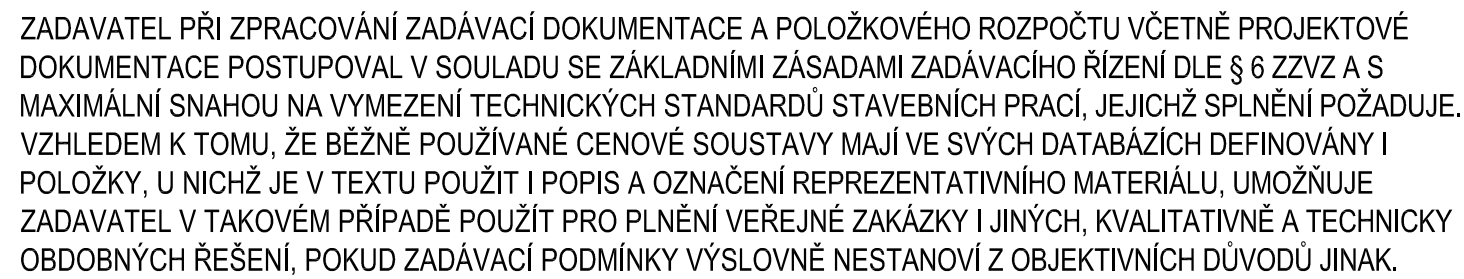 ZADAVATEL PŘI ZPRACOVÁNÍ ZADÁVACÍ DOKUMENTACE A POLOŽKOVÉHO ROZPOČTU VČETNĚ PROJEKTOVÉ
DOKUMENTACE POSTUPOVAL V SOULADU SE ZÁKLADNÍMI ZÁSADAMI ZADÁVACÍHO ŘÍZENÍ DLE § 6 ZZVZ A S
MAXIMÁLNÍ SNAHOU NA VYMEZENÍ TECHNICKÝCH STANDARDŮ STAVEBNÍCH PRACÍ, JEJICHŽ SPLNĚNÍ POŽADUJE.
VZHLEDEM K TOMU, ŽE BĚŽNĚ POUŽÍVANÉ CENOVÉ SOUSTAVY MAJÍ VE SVÝCH DATABÁZÍCH DEFINOVÁNY I
POLOŽKY, U NICHŽ JE V TEXTU POUŽIT I POPIS A OZNAČENÍ REPREZENTATIVNÍHO MATERIÁLU, UMOŽŇUJE
ZADAVATEL V TAKOVÉM PŘÍPADĚ POUŽÍT PRO PLNĚNÍ VEŘEJNÉ ZAKÁZKY I JINÝCH, KVALITATIVNĚ A TECHNICKY
OBDOBNÝCH ŘEŠENÍ, POKUD ZADÁVACÍ PODMÍNKY VÝSLOVNĚ NESTANOVÍ Z OBJEKTIVNÍCH DŮVODŮ JINAK.